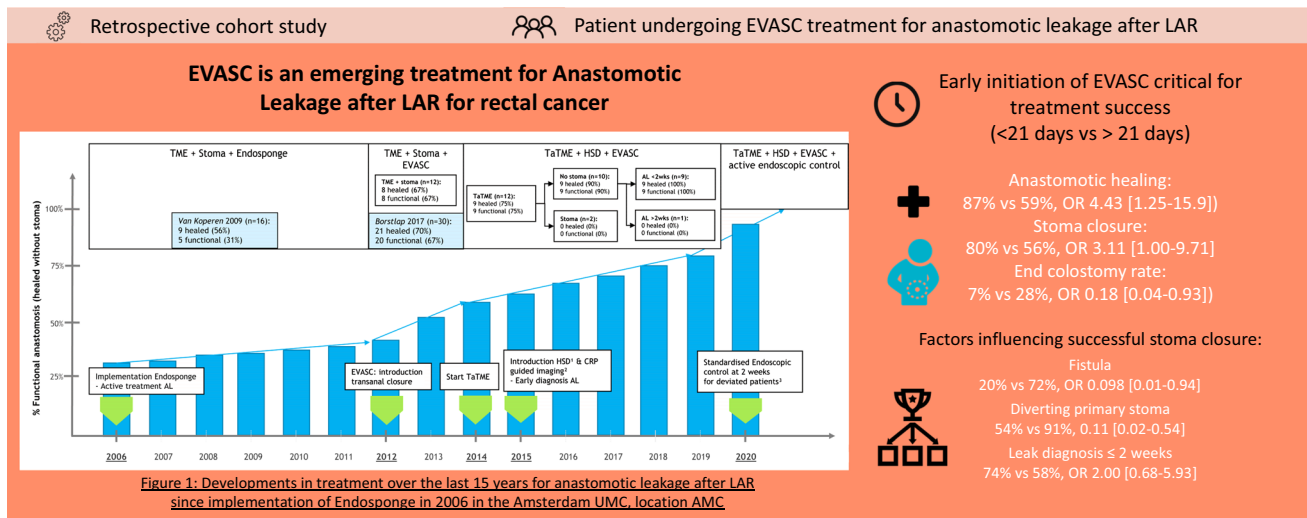 Retrospective cohort study
Patient undergoing EVASC treatment for anastomotic leakage after LAR
EVASC is an emerging treatment for Anastomotic
Leakage after LAR for rectal cancer
TME + Stoma + Endosponge
TME + Stoma +
EVASC
TaTME + HSD + EVASC
TaTME + HSD + EVASC +
active endoscopic control
Van Koperen 2009 (n=16):
9 healed (56%)
5 functional (31%)
TME + stoma (n=12):
8 healed (67%)
8 functional (67%)
Borstlap 2017 (n=30):
21 healed (70%)
20 functional (67%)
TaTME (n=12):
9 healed (75%)
9 functional (75%)
No stoma (n=10):
9 healed (90%)
9 functional (90%)
AL <2wks (n=9):
9 healed (100%)
9 functional (100%)
Stoma (n=2):
0 healed (0%)
0 functional (0%)
AL >2wks (n=1):
0 healed (0%)
0 functional (0%)
% Functional anastomosis (healed without stoma)
100%
75%
50%
25%
Implementation Endosponge
- Active treatment AL
EVASC: introduction
transanal closure
Start TaTME
Introduction HSD¹ & CRP
guided imaging²
- Early diagnosis AL
Standardised Endoscopic
control at 2 weeks
for deviated patients³
2006
2007
2008
2009
2010
2011
2012
2013
2014
2015
2016
2017
2018
2019
2020
Figure 1: Developments in treatment over the last 15 years for anastomotic leakage after LAR
since implementation of Endosponge in 2006 in the Amsterdam UMC, location AMC
Early initiation of EVASC critical for
treatment success
(<21 days vs > 21 days)
Anastomotic healing:
87% vs 59%, OR 4.43 [1.25-15.9])
Stoma closure:
80% vs 56%, OR 3.11 [1.00-9.71]
End colostomy rate:
7% vs 28%, OR 0.18 [0.04-0.93])
Factors influencing successful stoma closure:
Fistula
20% vs 72%, OR 0.098 [0.01-0.94]
Diverting primary stoma
54% vs 91%, 0.11 [0.02-0.54]
Leak diagnosis ≤ 2 weeks
74% vs 58%, OR 2.00 [0.68-5.93]